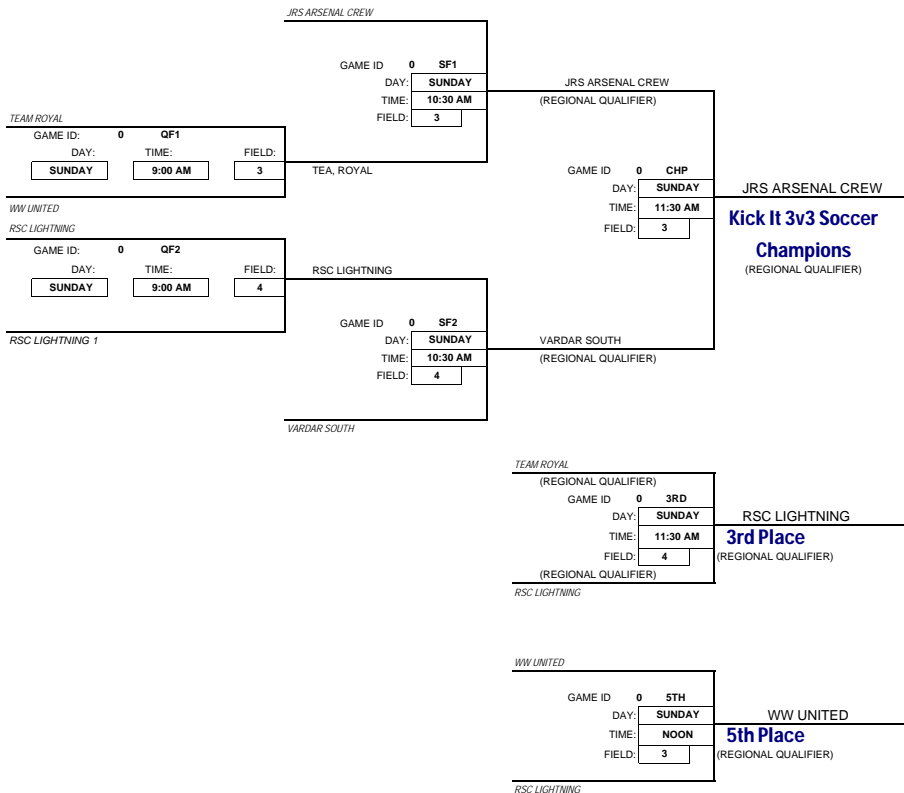 JRS ARSENAL CREW
GAME ID 0 SF1
DAY: SUNDAY
TIME: 10:30 AM
FIELD: 3
JRS ARSENAL CREW
(REGIONAL QUALIFIER)
TEAM ROYAL
GAME ID: 0 QF1
DAY: TIME: FIELD:
SUNDAY 9:00 AM 3
TEA, ROYAL
WW UNITED
GAME ID 0 CHP
DAY: SUNDAY
TIME: 11:30 AM
FIELD: 3
JRS ARSENAL CREW
Kick It 3v3 Soccer
Champions
(REGIONAL QUALIFIER)
RSC LIGHTNING
GAME ID: 0 QF2
DAY: TIME: FIELD:
SUNDAY 9:00 AM 4
RSC LIGHTNING
RSC LIGHTNING 1
GAME ID 0 SF2
DAY: SUNDAY
TIME: 10:30 AM
FIELD: 4
VARDAR SOUTH
(REGIONAL QUALIFIER)
VARDAR SOUTH
TEAM ROYAL
(REGIONAL QUALIFIER)
GAME ID 0 3RD
DAY: SUNDAY
TIME: 11:30 AM
FIELD: 4
(REGIONAL QUALIFIER)
RSC LIGHTNING
RSC LIGHTNING
3rd Place
(REGIONAL QUALIFIER)
WW UNITED
GAME ID 0 5TH
DAY: SUNDAY
TIME: NOON
FIELD: 3
RSC LIGHTNING
WW UNITED
5th Place
(REGIONAL QUALIFIER)